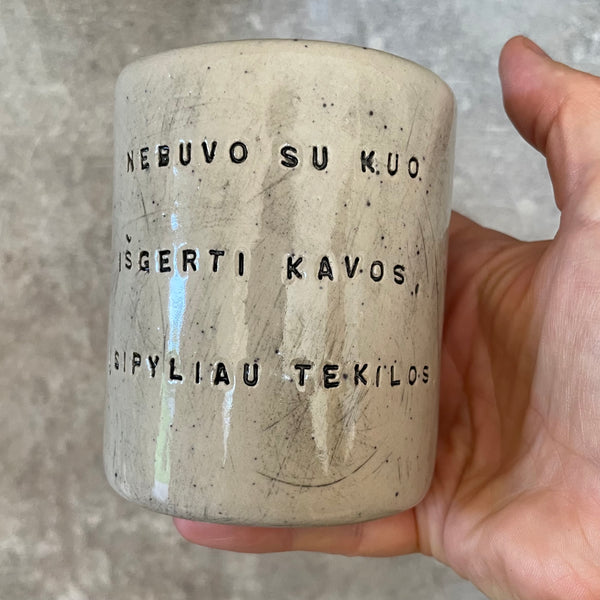 NEBUVO SU KUO
IŠGERTI KAVOS,
ĮSIPYLIAU TEKILOS